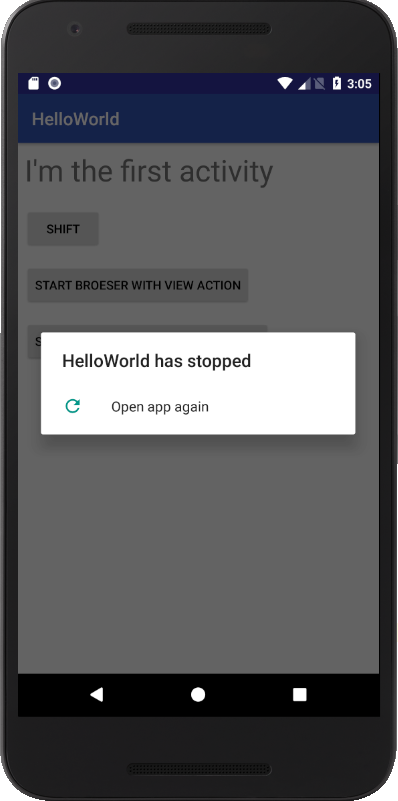 3:05
HelloWorld
I'm the first activity
SHIFT
START BROESER WITH VIEW ACTION
HelloWorld has stopped
Open app again